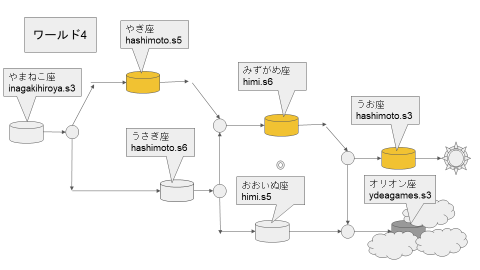 ワールド4
やぎ座
hashimoto.s5
やまねこ座
inagakihiroya.s3
みずがめ座
himi.s6
うお座
hashimoto.s3
うさぎ座
hashimoto.s6
おおいぬ座
himi.s5
オリオン座
ydeagames.s3